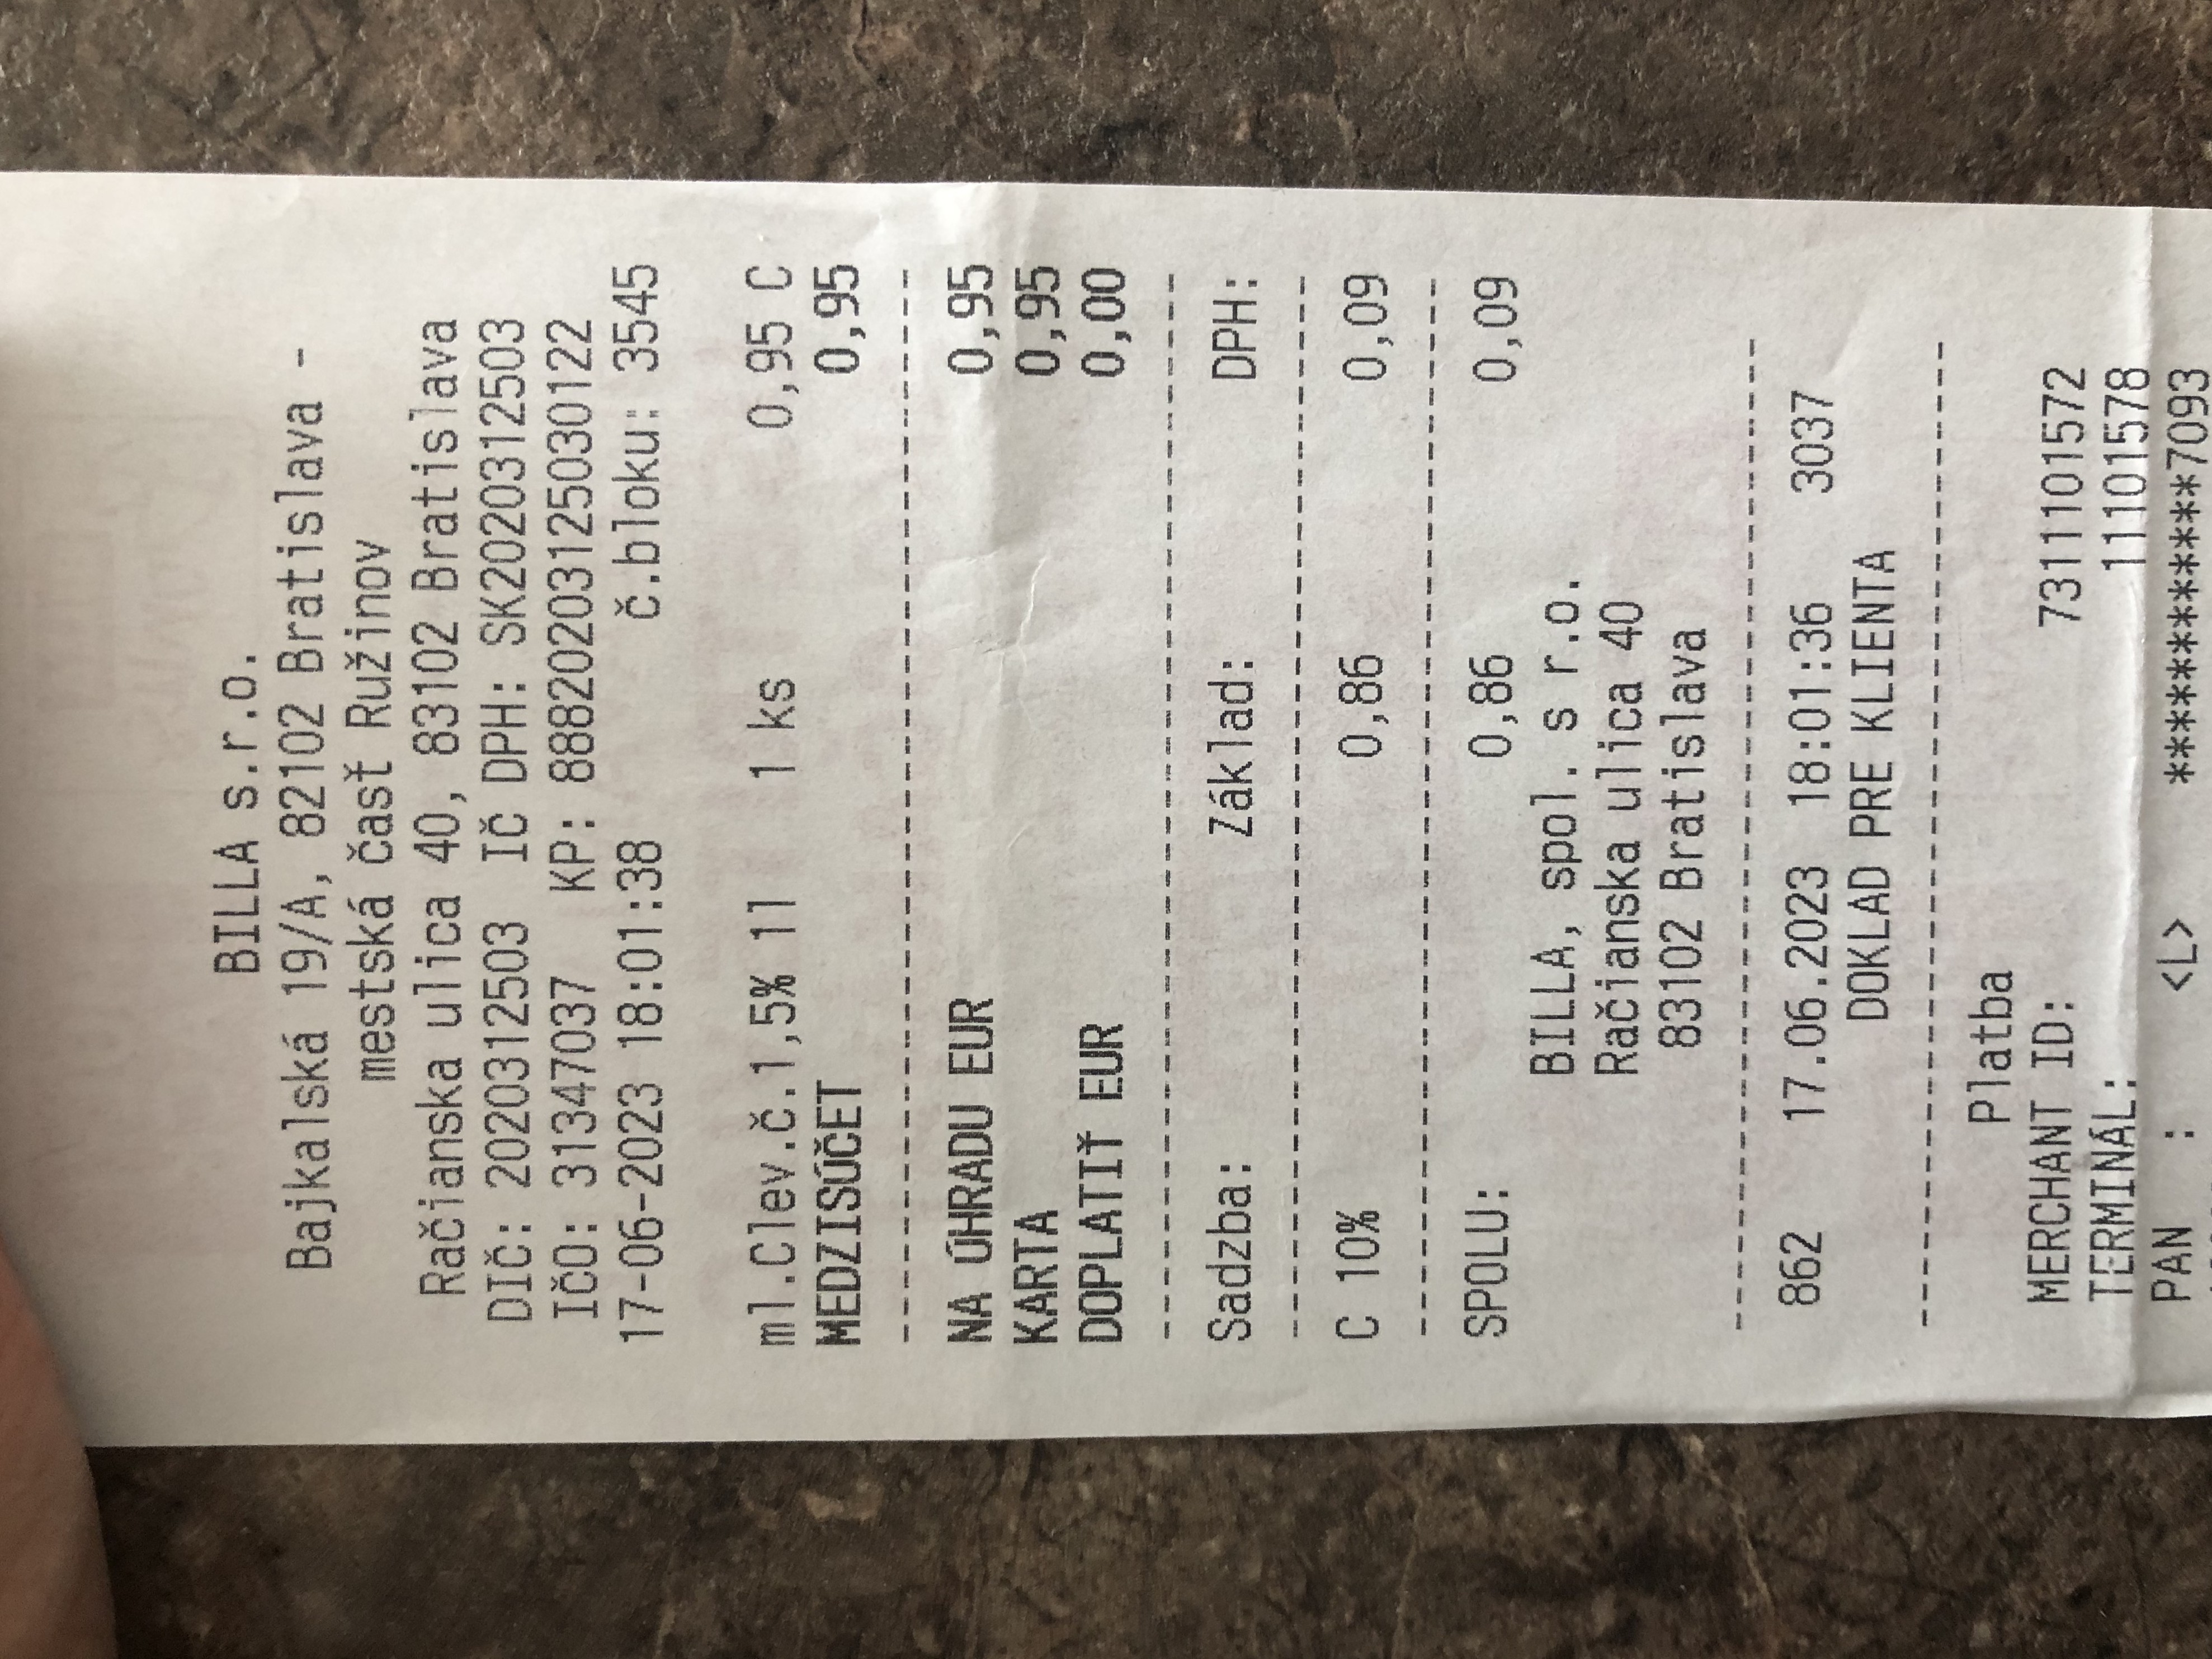 BILLA s.r.o.
Bajkalská 19/A, 82102 Bratislava -
mestská časť Ružinov
Račianska ulica 40, 83102 Bratislava
DIČ: 2020312503 IČ DPH: SK2020312503
IČO: 31347037 KP: 88820203125030122
17-06-2023 18:01:38 č.bloku: 3545
ml.Clev.č.1,5% 1l 1 ks 0,95 C
MEDZISÚČET 0,95
NA ÚHRADU EUR 0,95
KARTA 0,95
DOPLATIŤ EUR 0,00
Sadzba: Základ: DPH:
C 10% 0,86 0,09
SPOLU: 0,86 0,09
BILLA, spol. s r.o.
Račianska ulica 40
83102 Bratislava
862 17.06.2023 18:01:36 3037
DOKLAD PRE KLIENTA
Platba
MERCHANT ID: 7311101572
TERMINÁL: 11101578
PAN : <L> ************7093